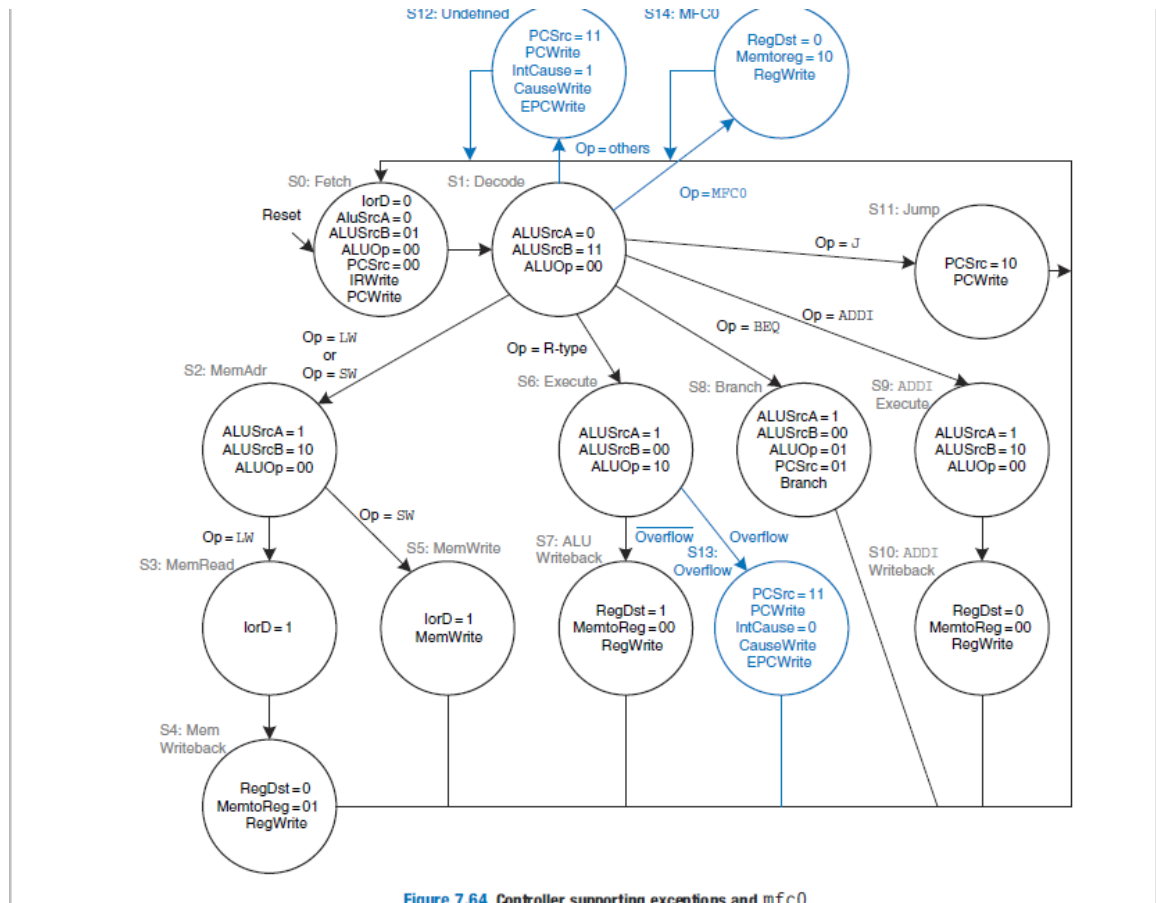 S12: Undefined
PCSrc = 11
PCWrite
IntCause = 1
CauseWrite
EPCWrite
S14: MFC0
RegDst = 0
Memtoreg = 10
RegWrite
Op = others
Op = MFC0
S0: Fetch
Reset
IorD = 0
AluSrcA = 0
ALUSrcB = 01
ALUOp = 00
PCSrc = 00
IRWrite
PCWrite
S1: Decode
ALUSrcA = 0
ALUSrcB = 11
ALUOp = 00
S11: Jump
Op = J
PCSrc = 10
PCWrite
Op = LW
or
Op = SW
Op = R-type
Op = BEQ
Op = ADDI
S2: MemAdr
ALUSrcA = 1
ALUSrcB = 10
ALUOp = 00
S6: Execute
ALUSrcA = 1
ALUSrcB = 00
ALUOp = 10
S8: Branch
ALUSrcA = 1
ALUSrcB = 00
ALUOp = 01
PCSrc = 01
Branch
S9: ADDI
Execute
ALUSrcA = 1
ALUSrcB = 10
ALUOp = 00
Op = LW
Op = SW
Overflow
Overflow
S3: MemRead
IorD = 1
S5: MemWrite
IorD = 1
MemWrite
S7: ALU
Writeback
RegDst = 1
MemtoReg = 00
RegWrite
S13:
Overflow
PCSrc = 11
PCWrite
IntCause = 0
CauseWrite
EPCWrite
S10: ADDI
Writeback
RegDst = 0
MemtoReg = 00
RegWrite
S4: Mem
Writeback
RegDst = 0
MemtoReg = 01
RegWrite
Figure 7.64 Controller supporting exceptions and mfc0